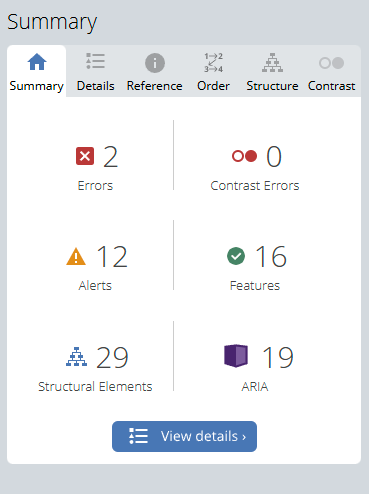 Summary
Summary Details Reference Order Structure Contrast
2 0
Errors Contrast Errors
12 16
Alerts Features
29 19
Structural Elements ARIA
View details ›